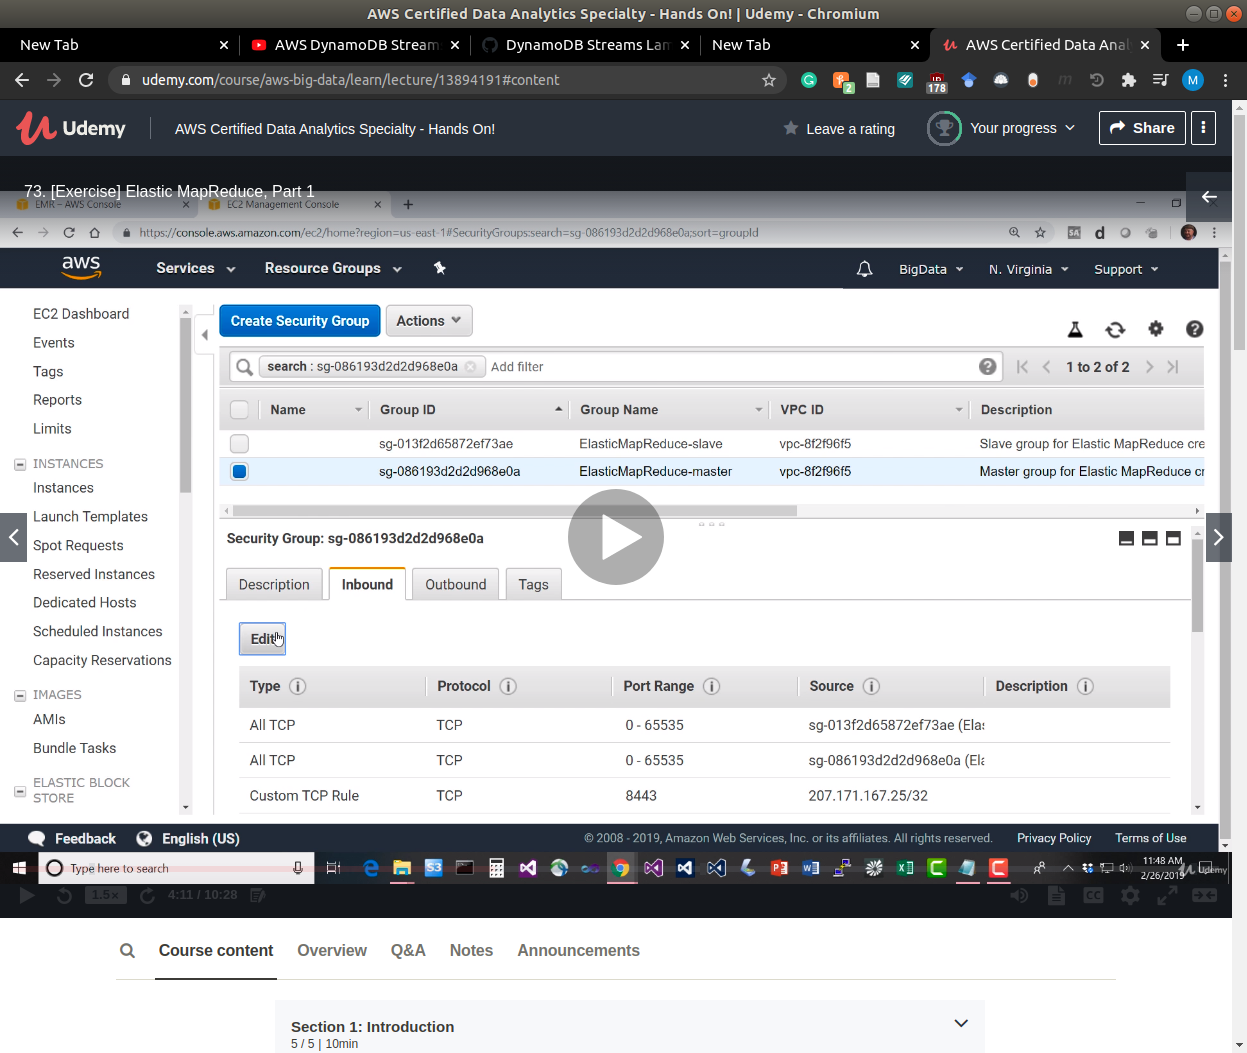 AWS Certified Data Analytics Specialty - Hands On! | Udemy - Chromium
New Tab
AWS DynamoDB Stream
DynamoDB Streams Lam
New Tab
AWS Certified Data Anal
udemy.com/course/aws-big-data/learn/lecture/13894191#content
2
178
M
Udemy
AWS Certified Data Analytics Specialty - Hands On!
Leave a rating
Your progress
Share
73. [Exercise] Elastic MapReduce, Part 1
EMR – AWS Console
EC2 Management Console
https://console.aws.amazon.com/ec2/home?region=us-east-1#SecurityGroups:search=sg-086193d2d2d968e0a;sort=groupId
SA
d
aws
Services
Resource Groups
BigData
N. Virginia
Support
EC2 Dashboard
Events
Tags
Reports
Limits
INSTANCES
Instances
Launch Templates
Spot Requests
Reserved Instances
Dedicated Hosts
Scheduled Instances
Capacity Reservations
IMAGES
AMIs
Bundle Tasks
ELASTIC BLOCK
STORE
Create Security Group
Actions
search : sg-086193d2d2d968e0a
Add filter
1 to 2 of 2
Name Group ID Group Name VPC ID Description
sg-013f2d65872ef73ae ElasticMapReduce-slave vpc-8f2f96f5 Slave group for Elastic MapReduce cre
sg-086193d2d2d968e0a ElasticMapReduce-master vpc-8f2f96f5 Master group for Elastic MapReduce cr
Security Group: sg-086193d2d2d968e0a
Description Inbound Outbound Tags
Edit
Type Protocol Port Range Source Description
All TCP TCP 0 - 65535 sg-013f2d65872ef73ae (Elas
All TCP TCP 0 - 65535 sg-086193d2d2d968e0a (Ela
Custom TCP Rule TCP 8443 207.171.167.25/32
Feedback
English (US)
© 2008 - 2019, Amazon Web Services, Inc. or its affiliates. All rights reserved.
Privacy Policy
Terms of Use
Type here to search
S3
11:48 AM
2/26/2019
Udemy
1.5x
4:11 / 10:28
CC
Course content
Overview
Q&A
Notes
Announcements
Section 1: Introduction
5 / 5 | 10min